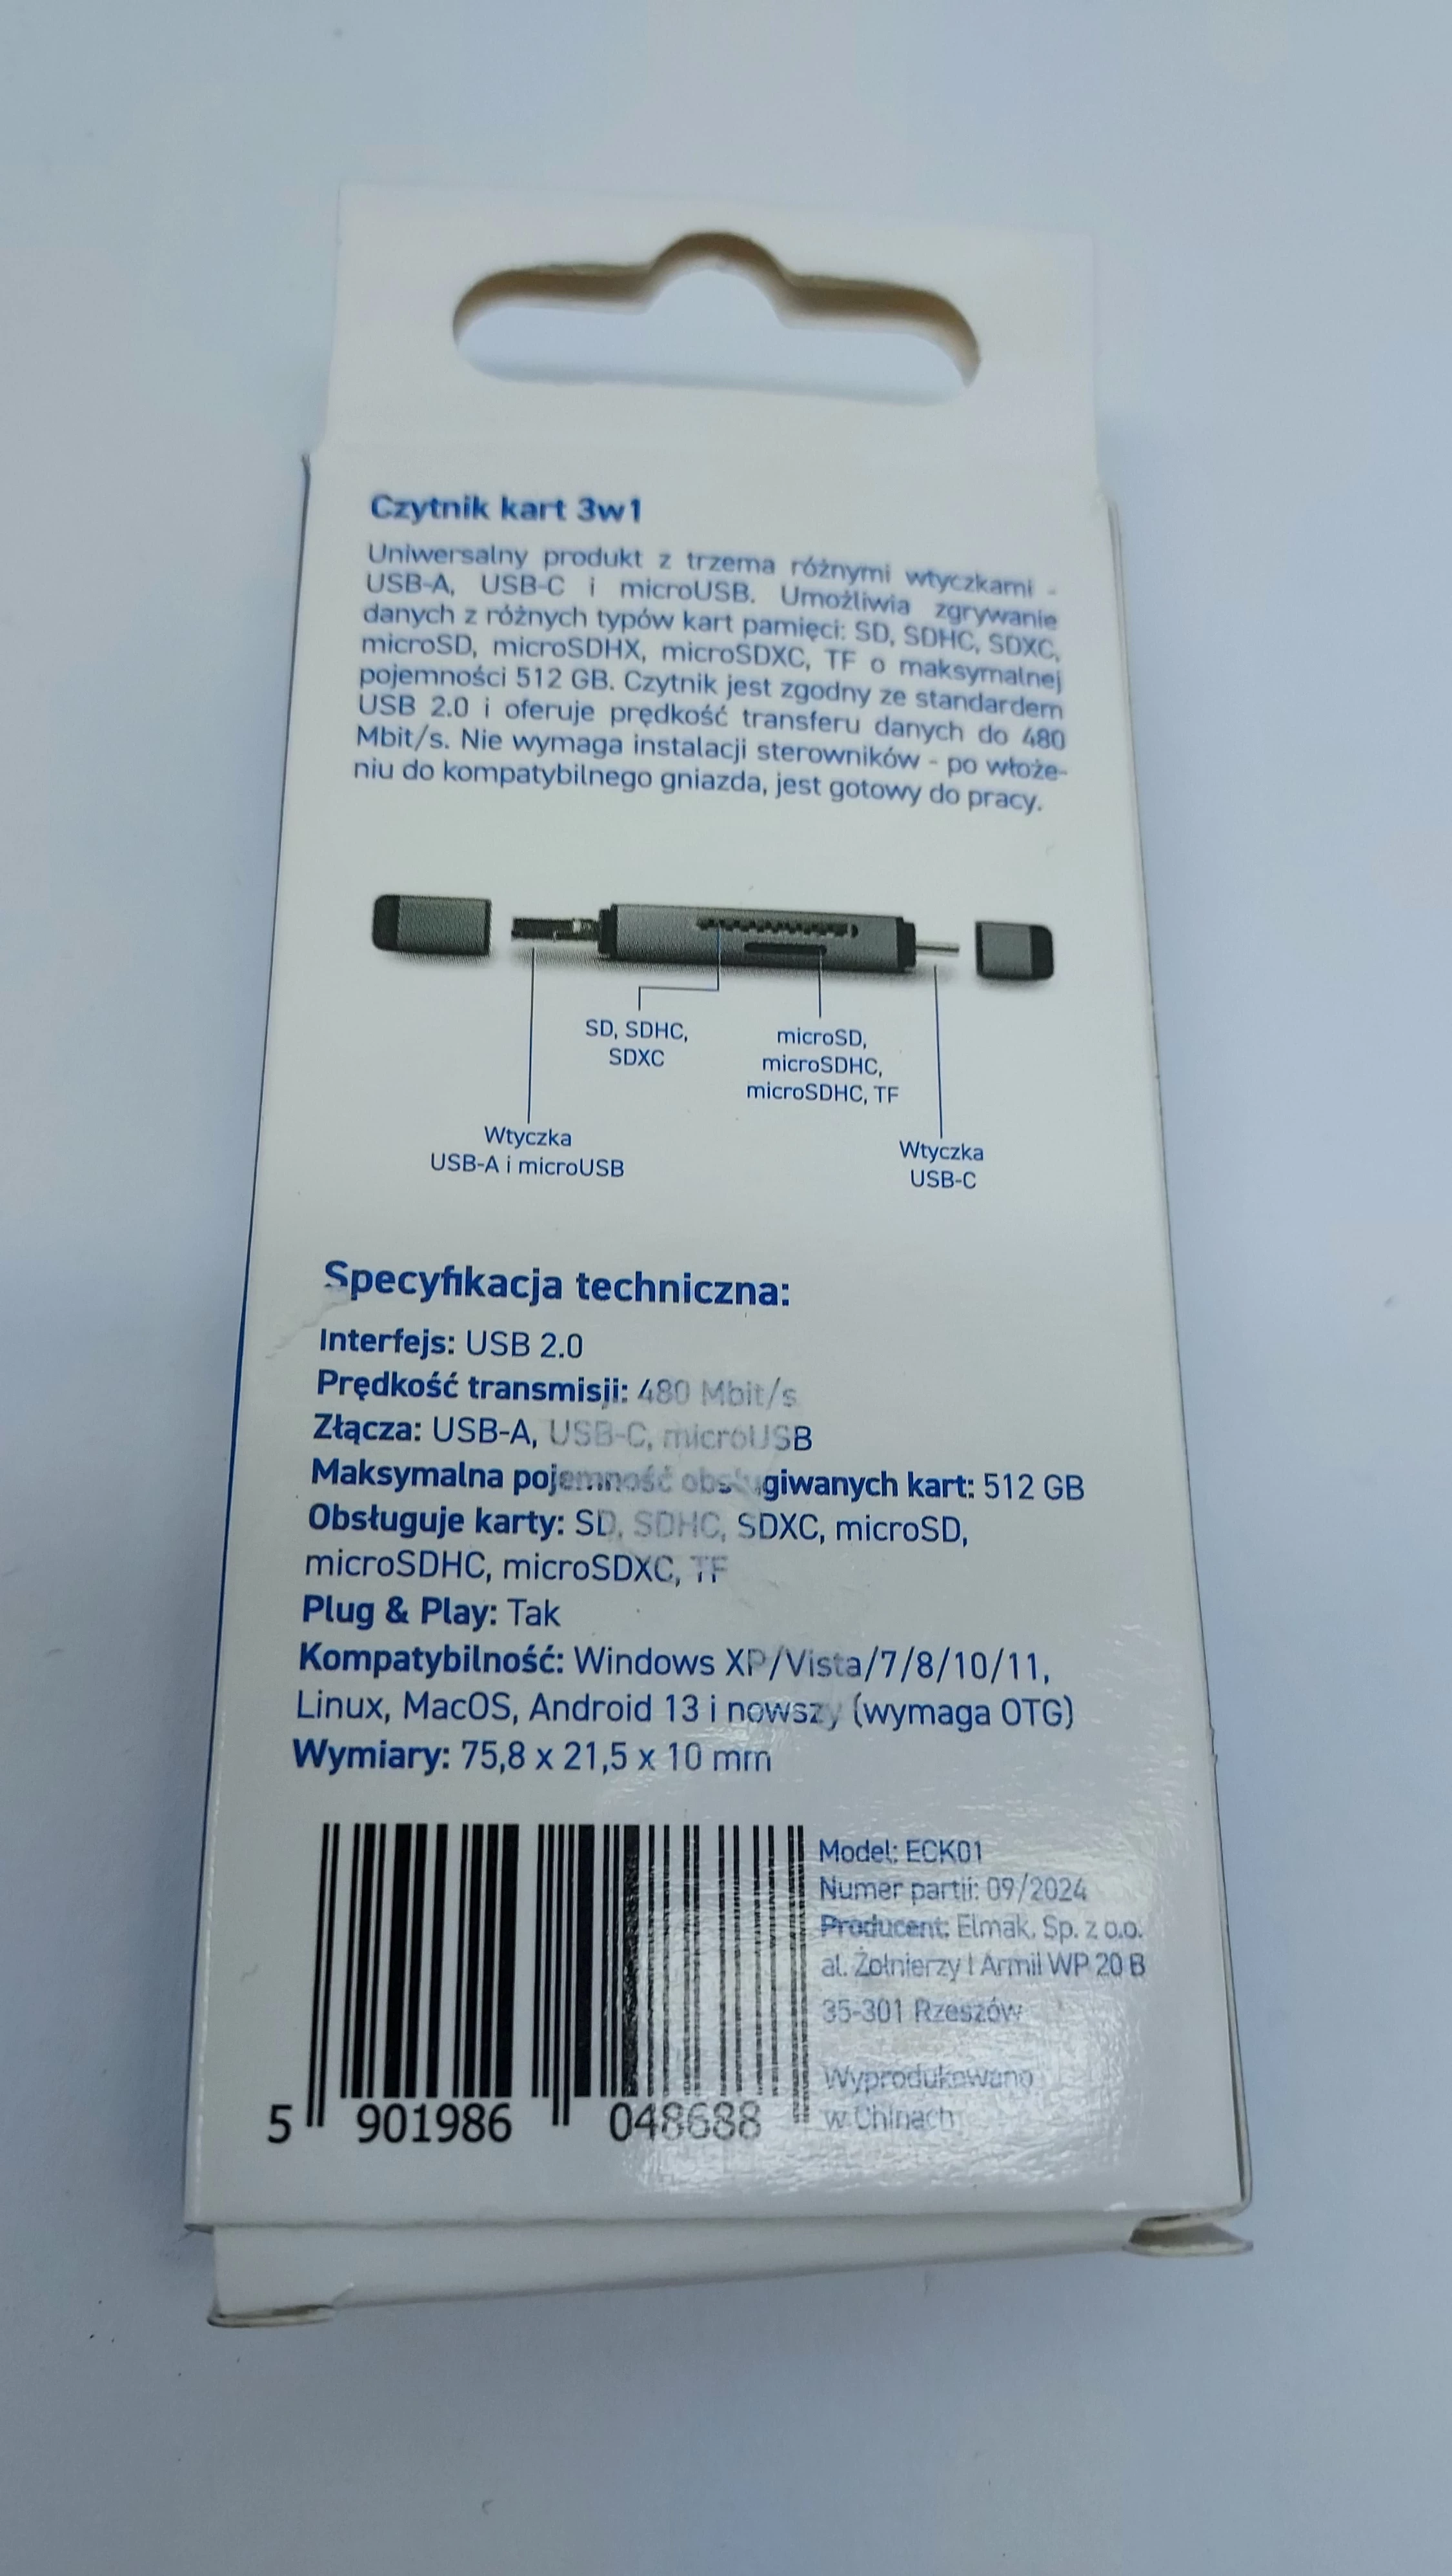 Czytnik kart 3w1
Uniwersalny produkt z trzema różnymi wtyczkami -
USB-A, USB-C i microUSB. Umożliwia zgrywanie
danych z różnych typów kart pamięci: SD, SDHC, SDXC,
microSD, microSDHX, microSDXC, TF o maksymalnej
pojemności 512 GB. Czytnik jest zgodny ze standardem
USB 2.0 i oferuje prędkość transferu danych do 480
Mbit/s. Nie wymaga instalacji sterowników - po włoże-
niu do kompatybilnego gniazda, jest gotowy do pracy.
SD, SDHC,
SDXC
microSD,
microSDHC,
microSDHC, TF
Wtyczka
USB-A i microUSB
Wtyczka
USB-C
Specyfikacja techniczna:
Interfejs: USB 2.0
Prędkość transmisji: 480 Mbit/s
Złącza: USB-A, USB-C, microUSB
Maksymalna pojemność obsługiwanych kart: 512 GB
Obsługuje karty: SD, SDHC, SDXC, microSD,
microSDHC, microSDXC, TF
Plug & Play: Tak
Kompatybilność: Windows XP/Vista/7/8/10/11,
Linux, MacOS, Android 13 i nowszy (wymaga OTG)
Wymiary: 75,8 x 21,5 x 10 mm
Model: ECK01
Numer partii: 09/2024
Producent: Elmak, Sp. z o.o.
al. Żołnierzy I Armii WP 20 B
35-301 Rzeszów
Wyprodukowano
w Chinach
5 901986 048688